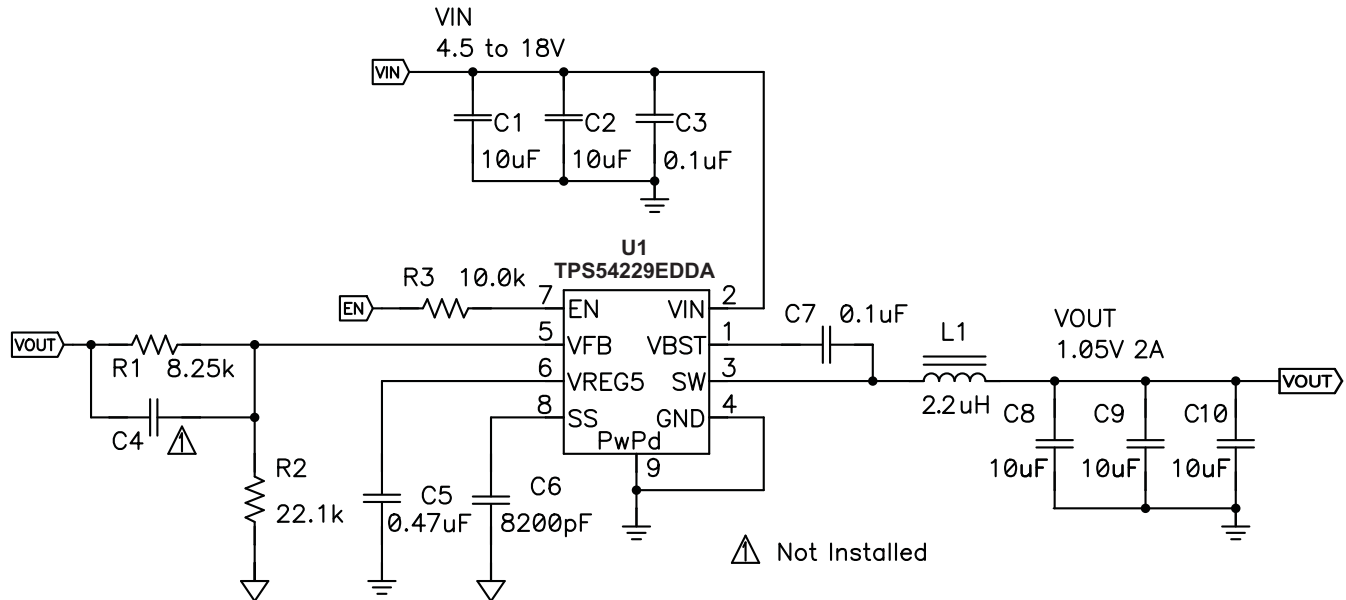 VIN
4.5 to 18V
VIN
C1
C2
C3
10uF
10uF
0.1uF
U1
TPS54229EDDA
R3 10.0k
EN
7
EN
VIN
2
C7 0.1uF
VOUT
R1 8.25k
5
VFB
VBST
1
L1
VOUT
1.05V 2A
6
VREG5
SW
3
2.2uH
VOUT
C4
1
8
SS
GND
4
PwPd
9
C8
C9
C10
10uF
10uF
10uF
R2
22.1k
C5
0.47uF
C6
8200pF
1 Not Installed